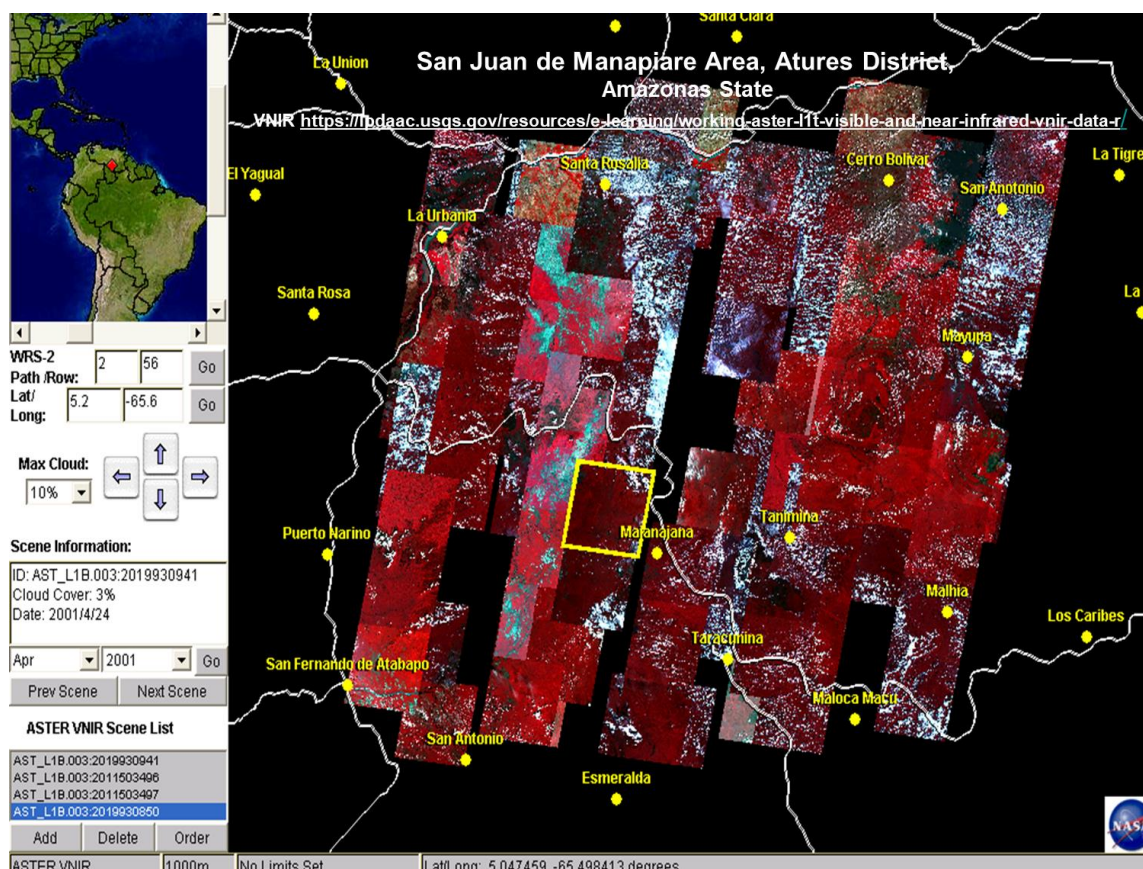 San Juan de Manapiare Area, Atures District,
Amazonas State
VNIR https://lpdaac.usgs.gov/resources/e-learning/working-aster-l1t-visible-and-near-infrared-vnir-data-r/
Santa Clara
La Union
El Yagual
Santa Rosalia
Cerro Bolivar
La Tigre
San Anotonio
La Urbania
Santa Rosa
La
Mayupa
Puerto Narino
Maranajana
Tanimina
Malhia
Los Caribes
Taracunina
San Fernando de Atabapo
Maloca Macu
San Antonio
Esmeralda
WRS-2
Path /Row: 2 56 Go
Lat/
Long: 5.2 -65.6 Go
Max Cloud:
10%
Scene Information:
ID: AST_L1B.003:2019930941
Cloud Cover: 3%
Date: 2001/4/24
Apr 2001 Go
Prev Scene Next Scene
ASTER VNIR Scene List
AST_L1B.003:2019930941
AST_L1B.003:2011503496
AST_L1B.003:2011503497
AST_L1B.003:2019930850
Add Delete Order
NASA
ASTER VNIR 1000m No Limits Set Lat/Long: 5.047459, -65.498413 degrees